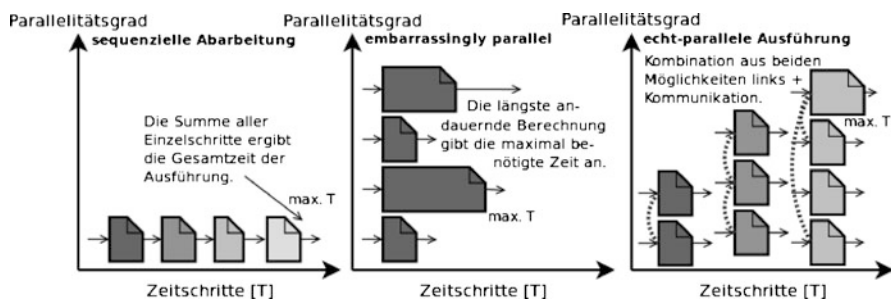 Parallelitätsgrad
sequenzielle Abarbeitung
Die Summe aller
Einzelschritte ergibt
die Gesamtzeit der
Ausführung.
max. T
Zeitschritte [T]
Parallelitätsgrad
embarrassingly parallel
Die längste an-
dauernde Berechnung
gibt die maximal be-
nötigte Zeit an.
max. T
Zeitschritte [T]
Parallelitätsgrad
echt-parallele Ausführung
Kombination aus beiden
Möglichkeiten links +
Kommunikation.
max. T
Zeitschritte [T]